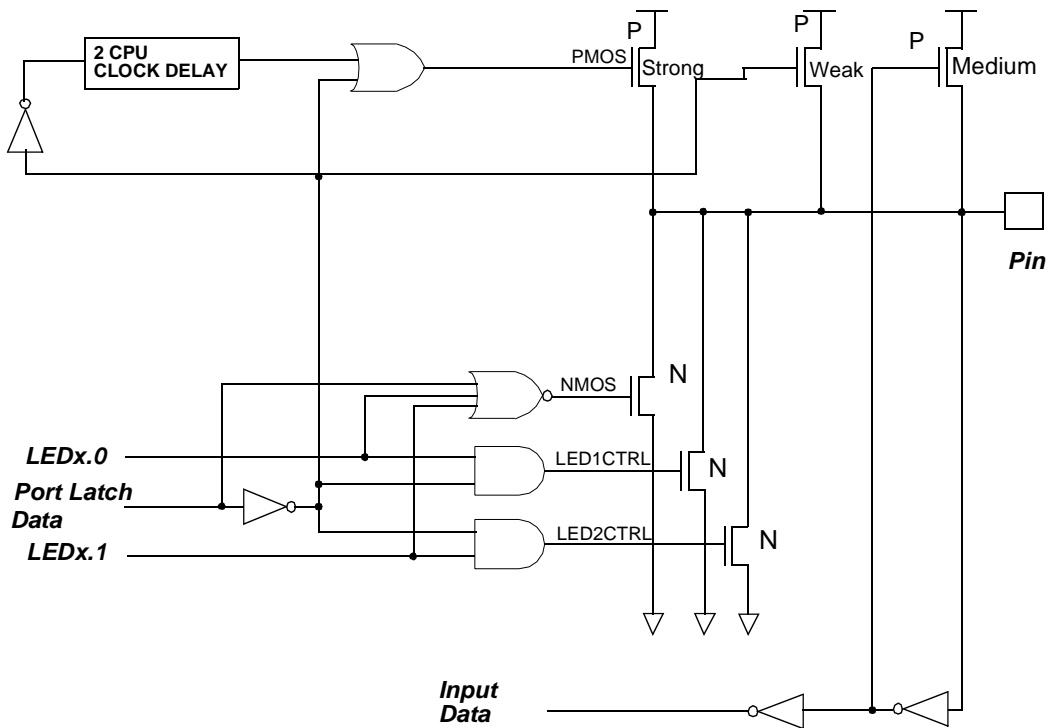 P
P
P
2 CPU
CLOCK DELAY
PMOS
Strong
Weak
Medium
Pin
N
NMOS
LEDx.0
LED1CTRL
N
Port Latch
Data
LED2CTRL
N
LEDx.1
Input
Data